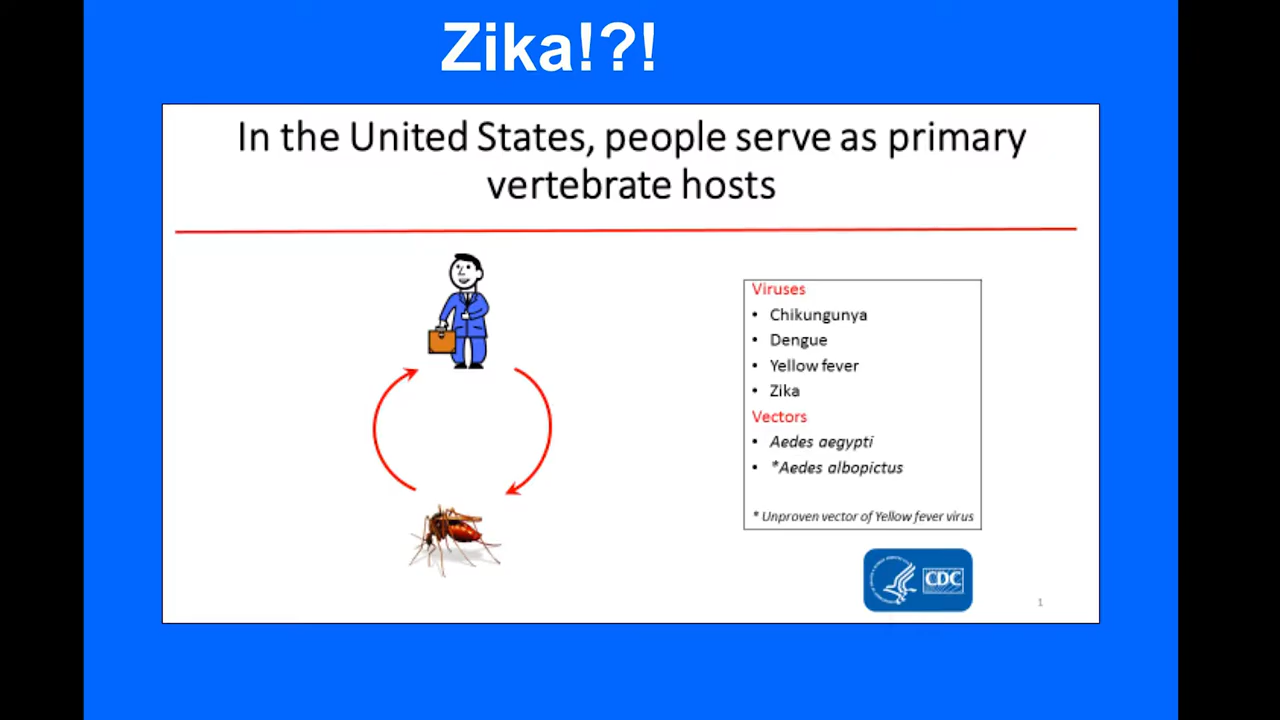 Zika!?!
In the United States, people serve as primary
vertebrate hosts
Viruses
• Chikungunya
• Dengue
• Yellow fever
• Zika
Vectors
• Aedes aegypti
• *Aedes albopictus
* Unproven vector of Yellow fever virus
CDC
1